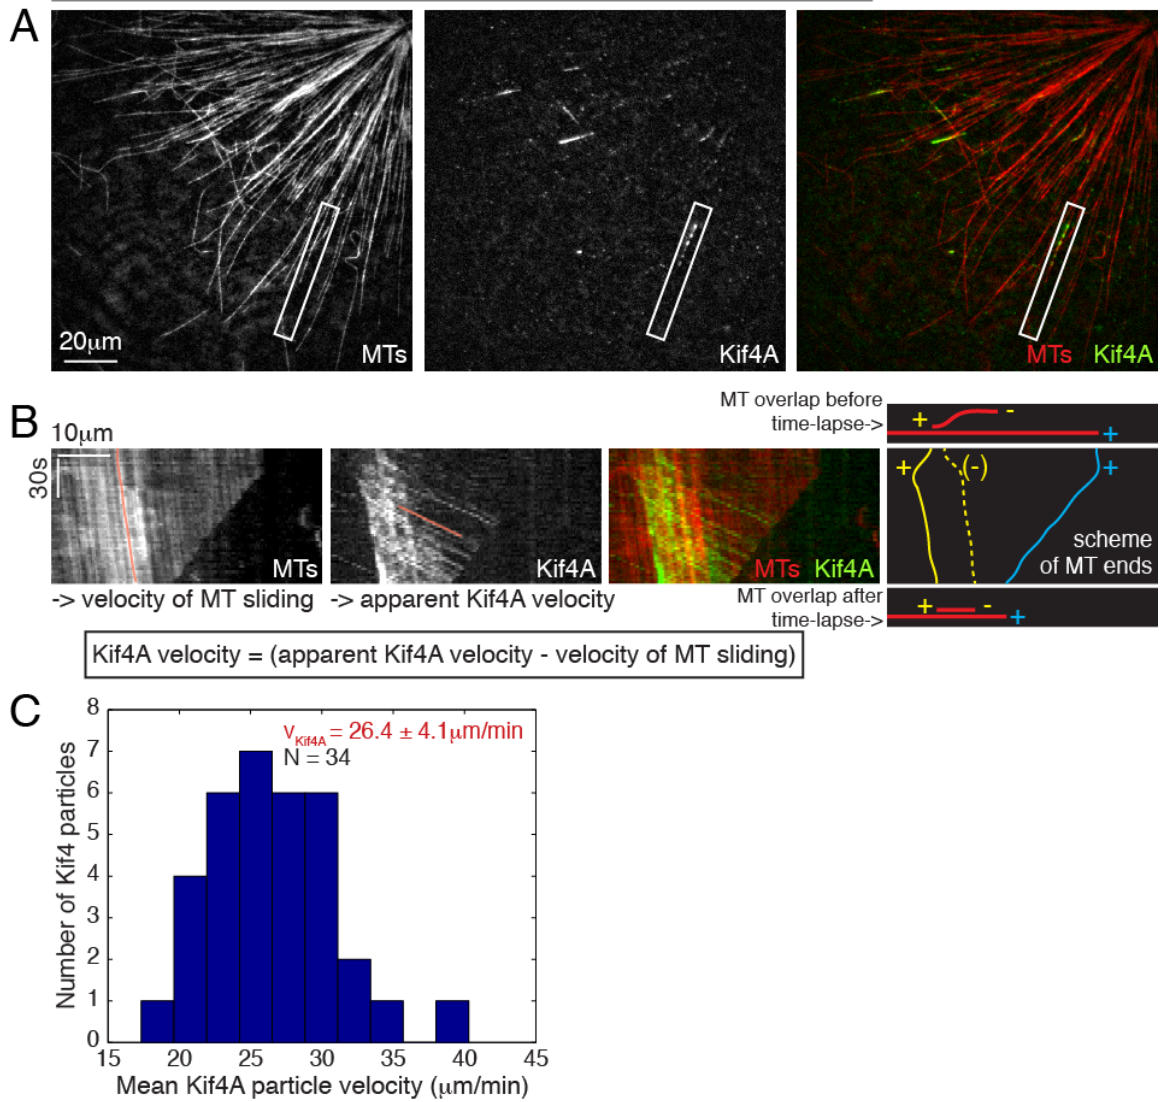 A
20μm
MTs
Kif4A
MTs Kif4A
B
10μm
30s
MTs
Kif4A
MTs Kif4A
MT overlap before
time-lapse->
+ -
+
+ (-) +
scheme
of MT ends
-> velocity of MT sliding
-> apparent Kif4A velocity
MT overlap after
time-lapse->
+ -
+
Kif4A velocity = (apparent Kif4A velocity - velocity of MT sliding)
C
Number of Kif4 particles
8
7
6
5
4
3
2
1
0
vKif4A = 26.4 ± 4.1μm/min
N = 34
15 20 25 30 35 40 45
Mean Kif4A particle velocity (μm/min)